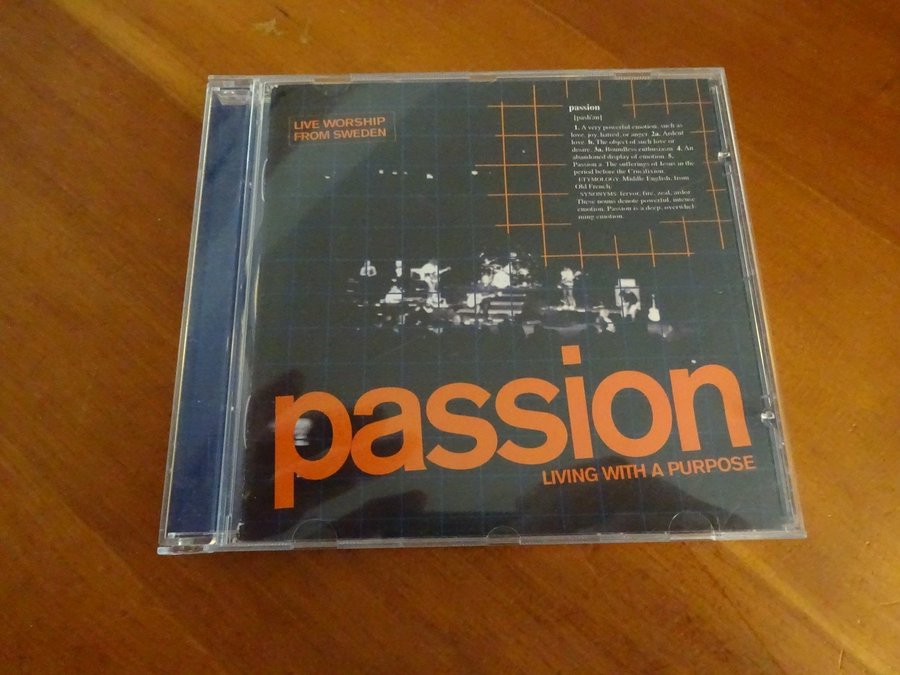 LIVE WORSHIP
FROM SWEDEN
passion
[pash'an]
1. A very powerful emotion, such as
love, joy, hatred, or anger. 2a. Ardent
love. b. The object of such love or
desire. 3a. Boundless enthusiasm. 4. An
abandoned display of emotion. 5.
Passion a. The sufferings of Jesus in the
period before the Crucifixion.
ETYMOLOGY: Middle English, from
Old French.
SYNONYMS: fervor, fire, zeal, ardor.
These nouns denote powerful, intense
emotion. Passion is a deep, overwhel-
ming emotion.
passion
LIVING WITH A PURPOSE